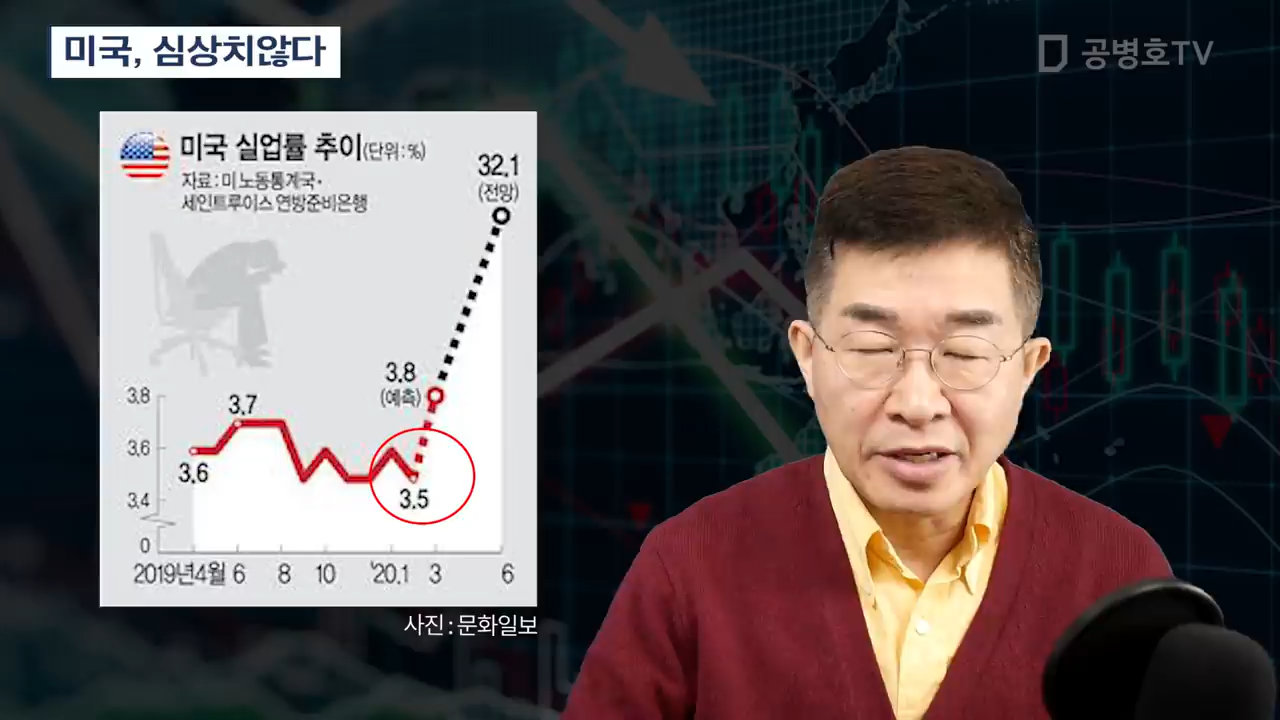 미국, 심상치않다
공병호TV
미국 실업률 추이(단위:%)
자료:미 노동통계국·
세인트루이스 연방준비은행
32.1
(전망)
3.8
(예측)
3.8
3.7
3.6
3.6
3.5
3.4
0
2019년4월 6 8 10 '20.1 3 6
사진:문화일보